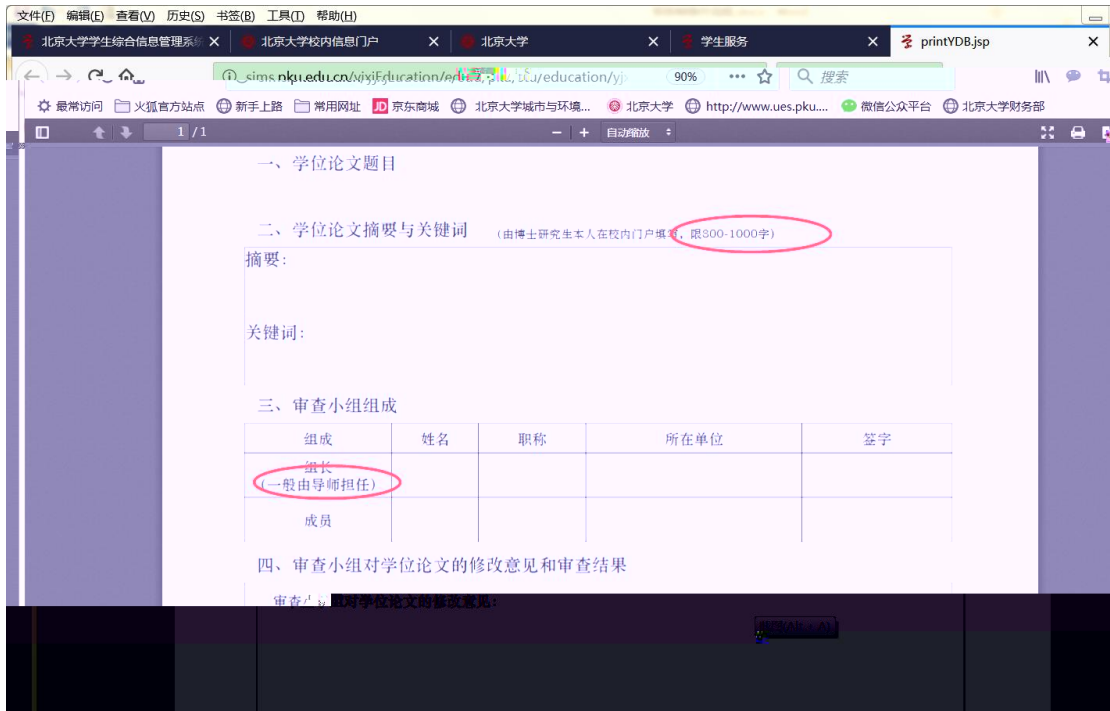 文件(F) 编辑(E) 查看(V) 历史(S) 书签(B) 工具(T) 帮助(H)
北京大学学生综合信息管理系统 北京大学校内信息门户 北京大学 学生服务 printYDB.jsp
sims.pku.edu.cn 90% 搜索
最常访问 火狐官方站点 新手上路 常用网址 JD 京东商城 北京大学城市与环境... 北京大学 http://www.ues.pku.... 微信公众平台 北京大学财务部
1 / 1 — + 自动缩放
一、学位论文题目
二、学位论文摘要与关键词 (由博士研究生本人在校内门户填写,限800-1000字)
摘要:
关键词:
三、审查小组组成
组成 姓名 职称 所在单位 签字
组长
(一般由导师担任)
成员
四、审查小组对学位论文的修改意见和审查结果
审查小组对学位论文的修改意见: